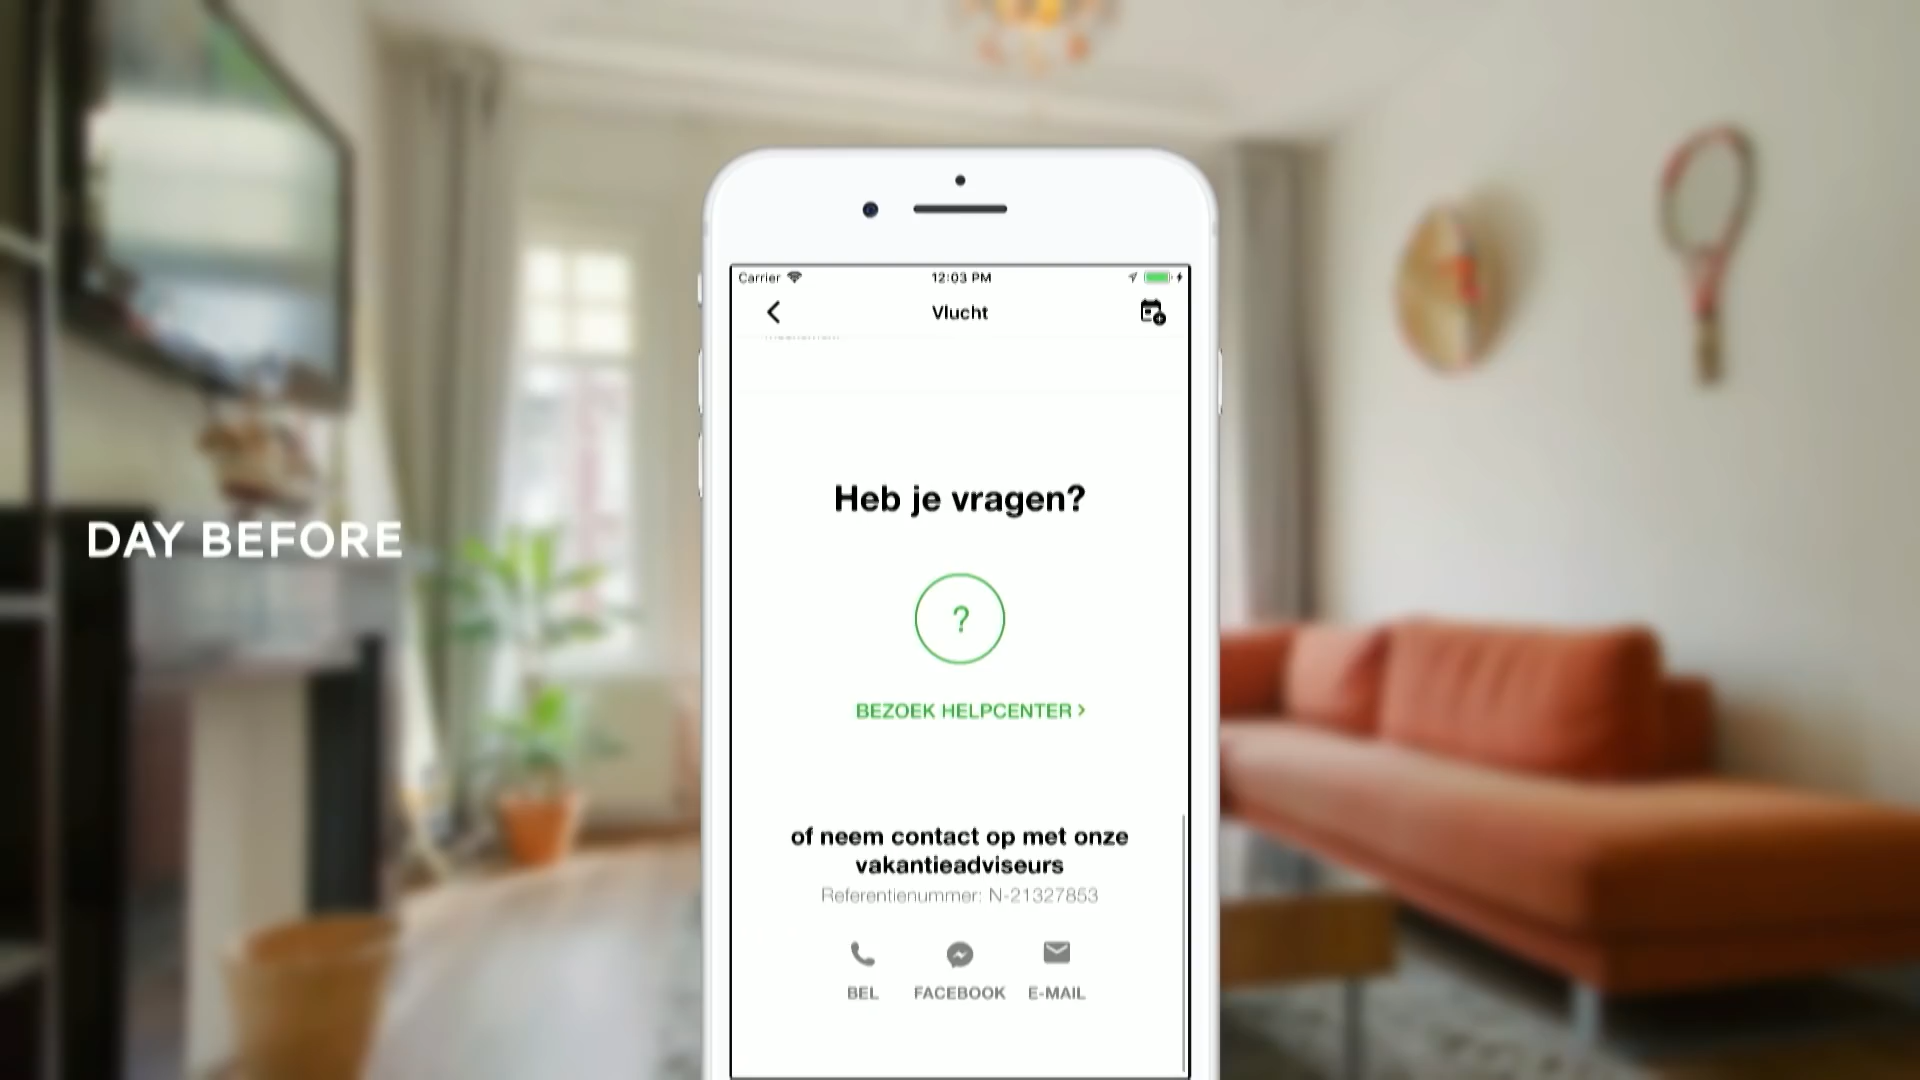 Carrier
12:03 PM
Vlucht
Heb je vragen?
?
BEZOEK HELPCENTER >
DAY BEFORE
of neem contact op met onze
vakantieadviseurs
Referentienummer: N-21327853
BEL FACEBOOK E-MAIL